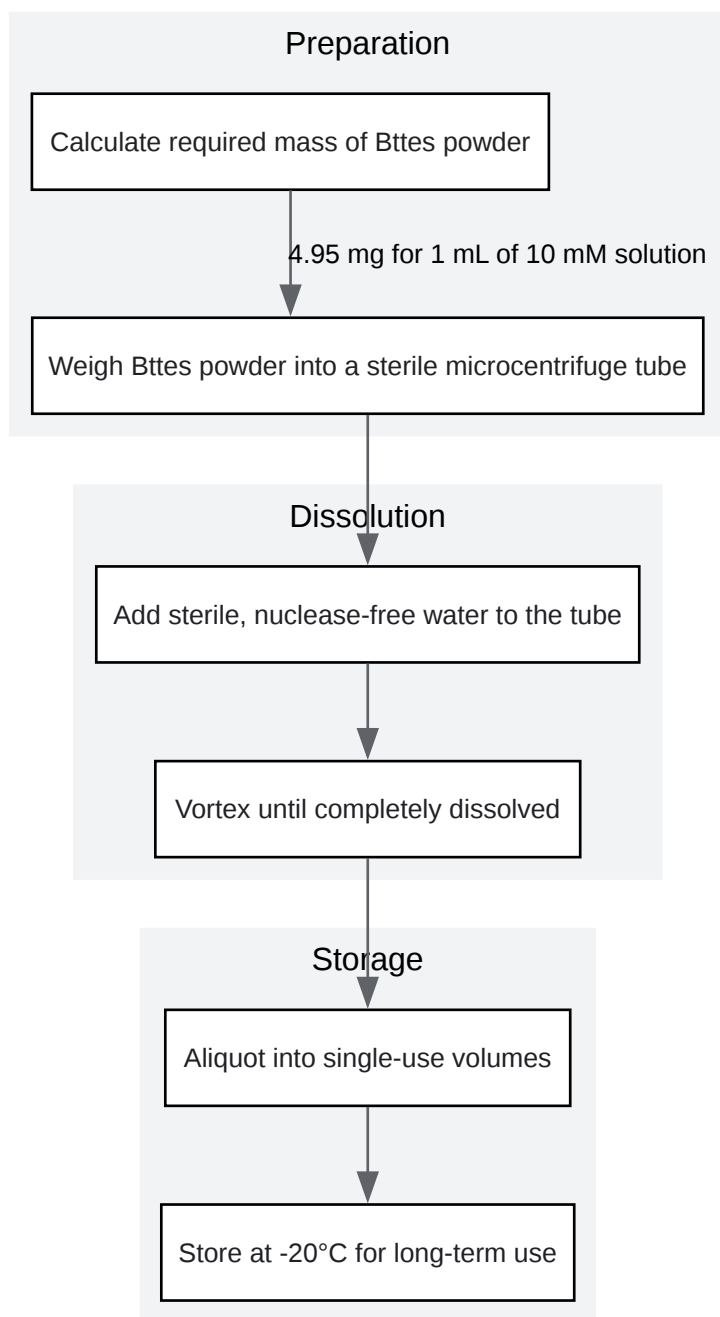 Preparation
Calculate required mass of Bttes powder
4.95 mg for 1 mL of 10 mM solution
Weigh Bttes powder into a sterile microcentrifuge tube
Dissolution
Add sterile, nuclease-free water to the tube
Vortex until completely dissolved
Storage
Aliquot into single-use volumes
Store at -20°C for long-term use